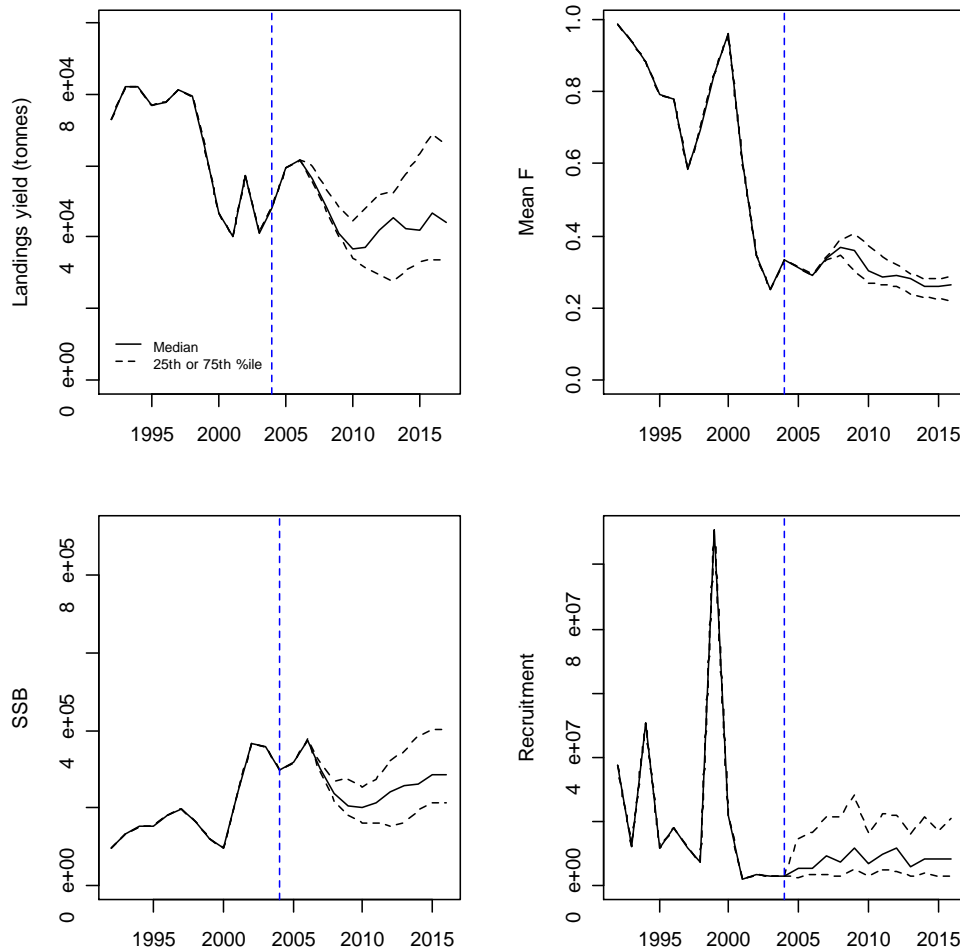 Landings yield (tonnes)
8 e+04
4 e+04
0 e+00
Median
25th or 75th %ile
1995 2000 2005 2010 2015
Mean F
1.0
0.8
0.6
0.4
0.2
0.0
1995 2000 2005 2010 2015
SSB
8 e+05
4 e+05
0 e+00
1995 2000 2005 2010 2015
Recruitment
8 e+07
4 e+07
0 e+00
1995 2000 2005 2010 2015